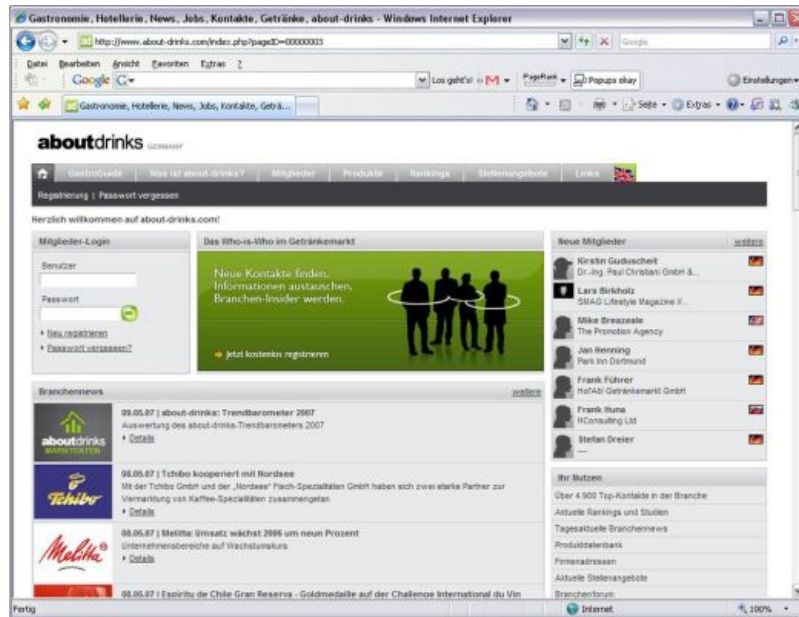 Gastronomie, Hotellerie, News, Jobs, Kontakte, Getränke, about-drinks - Windows Internet Explorer
http://www.about-drinks.com/index.php?pageID=00000003
Google
Datei Bearbeiten Ansicht Favoriten Extras ?
Google G Los geht's! PageRank Popups okay Einstellungen
Gastronomie, Hotellerie, News, Jobs, Kontakte, Geträ... Seite Extras
aboutdrinks GERMANY
GastroGuide Was ist about-drinks? Mitglieder Produkte Rankings Stellenangebote Links
Registrierung | Passwort vergessen
Herzlich willkommen auf about-drinks.com!
Mitglieder-Login
Benutzer
Passwort
Neu registrieren
Passwort vergessen?
Das Who-is-Who im Getränkemarkt
Neue Kontakte finden.
Informationen austauschen,
Branchen-Insider werden.
Jetzt kostenlos registrieren
Neue Mitglieder weitere
Kirstin Guduscheit
Dr.-Ing. Paul Christiani GmbH &...
Lars Birkholz
SMAG Lifestyle Magazine //...
Mike Breazeale
The Promotion Agency
Jan Henning
Park Inn Dortmund
Frank Führer
Hol'Ab! Getränkemarkt GmbH
Frank Huna
HConsulting Ltd
Stefan Dreier
---
Branchennews weitere
aboutdrinks
MARKTDATEN
09.05.07 | about-drinks: Trendbarometer 2007
Auswertung des about-drinks-Trendbarometers 2007
Details
Tchibo
08.05.07 | Tchibo kooperiert mit Nordsee
Mit der Tchibo GmbH und der „Nordsee" Fisch-Spezialitäten GmbH haben sich zwei starke Partner zur
Vermarktung von Kaffee-Spezialitäten zusammengetan
Details
Melitta
08.05.07 | Melitta: Umsatz wächst 2006 um neun Prozent
Unternehmensbereiche auf Wachstumskurs
Details
08.05.07 | Espiritu de Chile Gran Reserva - Goldmedaille auf der Challenge International du Vin
Ihr Nutzen
Über 4.900 Top-Kontakte in der Branche
Aktuelle Rankings und Studien
Tagesaktuelle Branchennews
Produktdatenbank
Firmenadressen
Aktuelle Stellenangebote
Branchenforum
Fertig Internet 100%